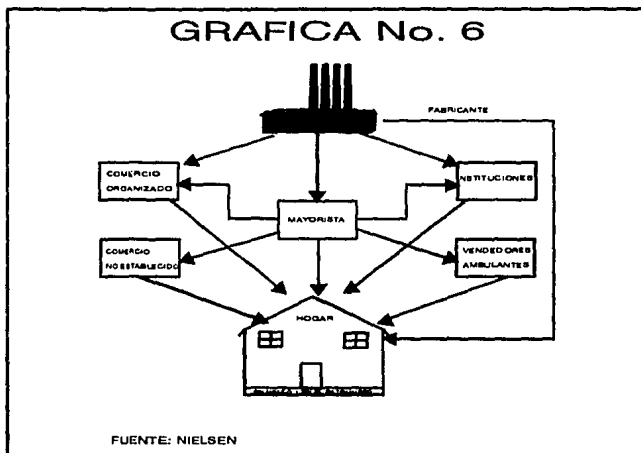 GRAFICA No. 6
FABRICANTE
COMERCIO
ORGANIZADO
NSTITUCIONES
MAYORISTA
COMERCIO
NO ESTABLECIDO
VENDEDORES
AMBULANTES
HOGAR
FUENTE: NIELSEN